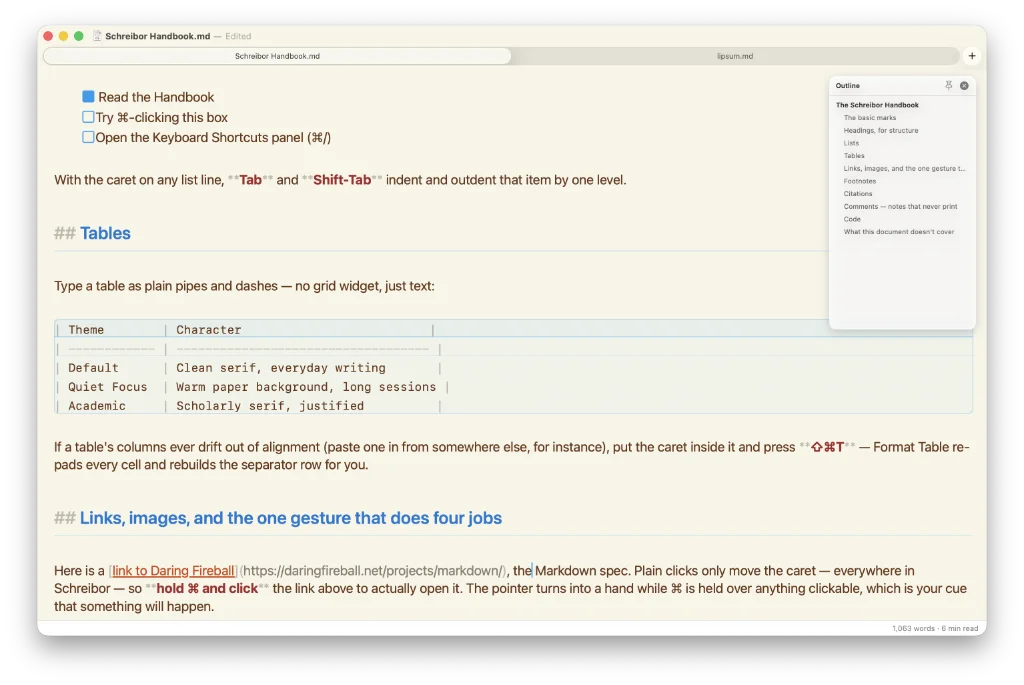 Schreibor Handbook.md — Edited
Schreibor Handbook.md
lipsum.md
+
Read the Handbook
Try ⌘-clicking this box
Open the Keyboard Shortcuts panel (⌘/)
With the caret on any list line, **Tab** and **Shift-Tab** indent and outdent that item by one level.
## Tables
Type a table as plain pipes and dashes — no grid widget, just text:
| Theme | Character |
| ------------ | ----------------------------------- |
| Default | Clean serif, everyday writing |
| Quiet Focus | Warm paper background, long sessions |
| Academic | Scholarly serif, justified |
If a table's columns ever drift out of alignment (paste one in from somewhere else, for instance), put the caret inside it and press **⇧⌘T** — Format Table re-
pads every cell and rebuilds the separator row for you.
## Links, images, and the one gesture that does four jobs
Here is a [link to Daring Fireball](https://daringfireball.net/projects/markdown/), the Markdown spec. Plain clicks only move the caret — everywhere in
Schreibor — so **hold ⌘ and click** the link above to actually open it. The pointer turns into a hand while ⌘ is held over anything clickable, which is your cue
that something will happen.
Outline
The Schreibor Handbook
The basic marks
Headings, for structure
Lists
Tables
Links, images, and the one gesture t...
Footnotes
Citations
Comments — notes that never print
Code
What this document doesn't cover
1,063 words · 6 min read